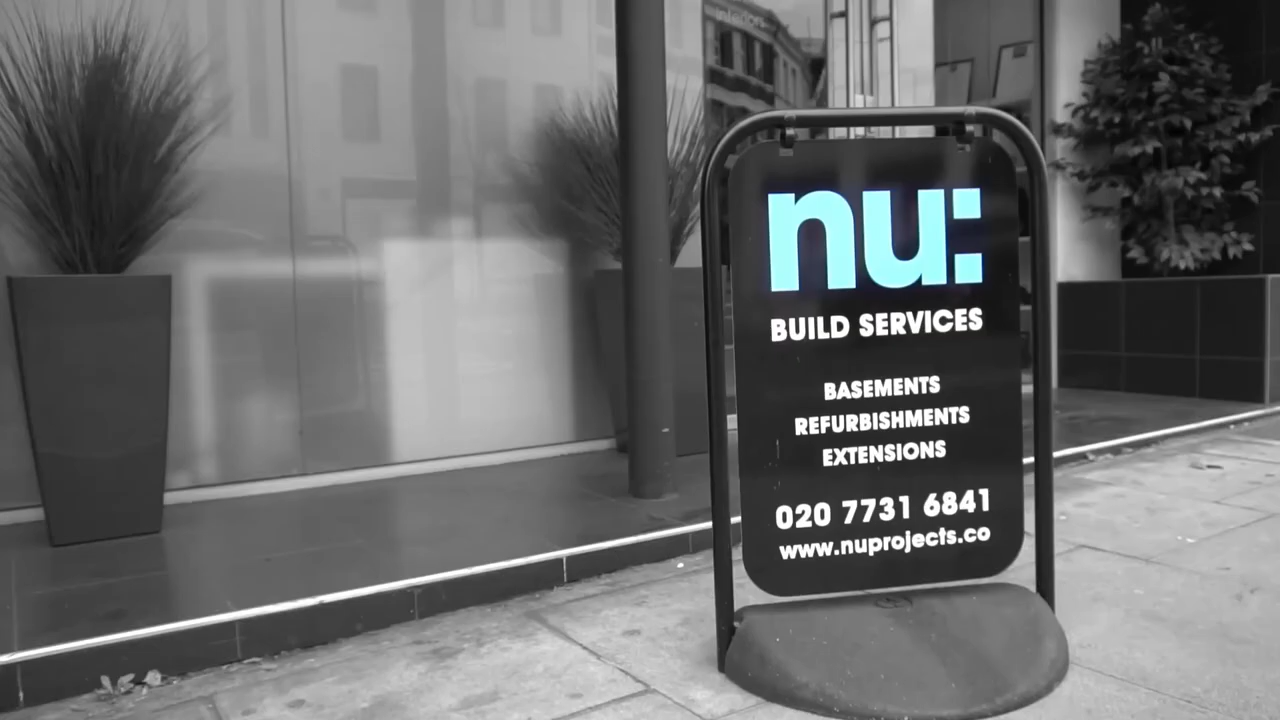 nu:
BUILD SERVICES
BASEMENTS
REFURBISHMENTS
EXTENSIONS
020 7731 6841
www.nuprojects.co